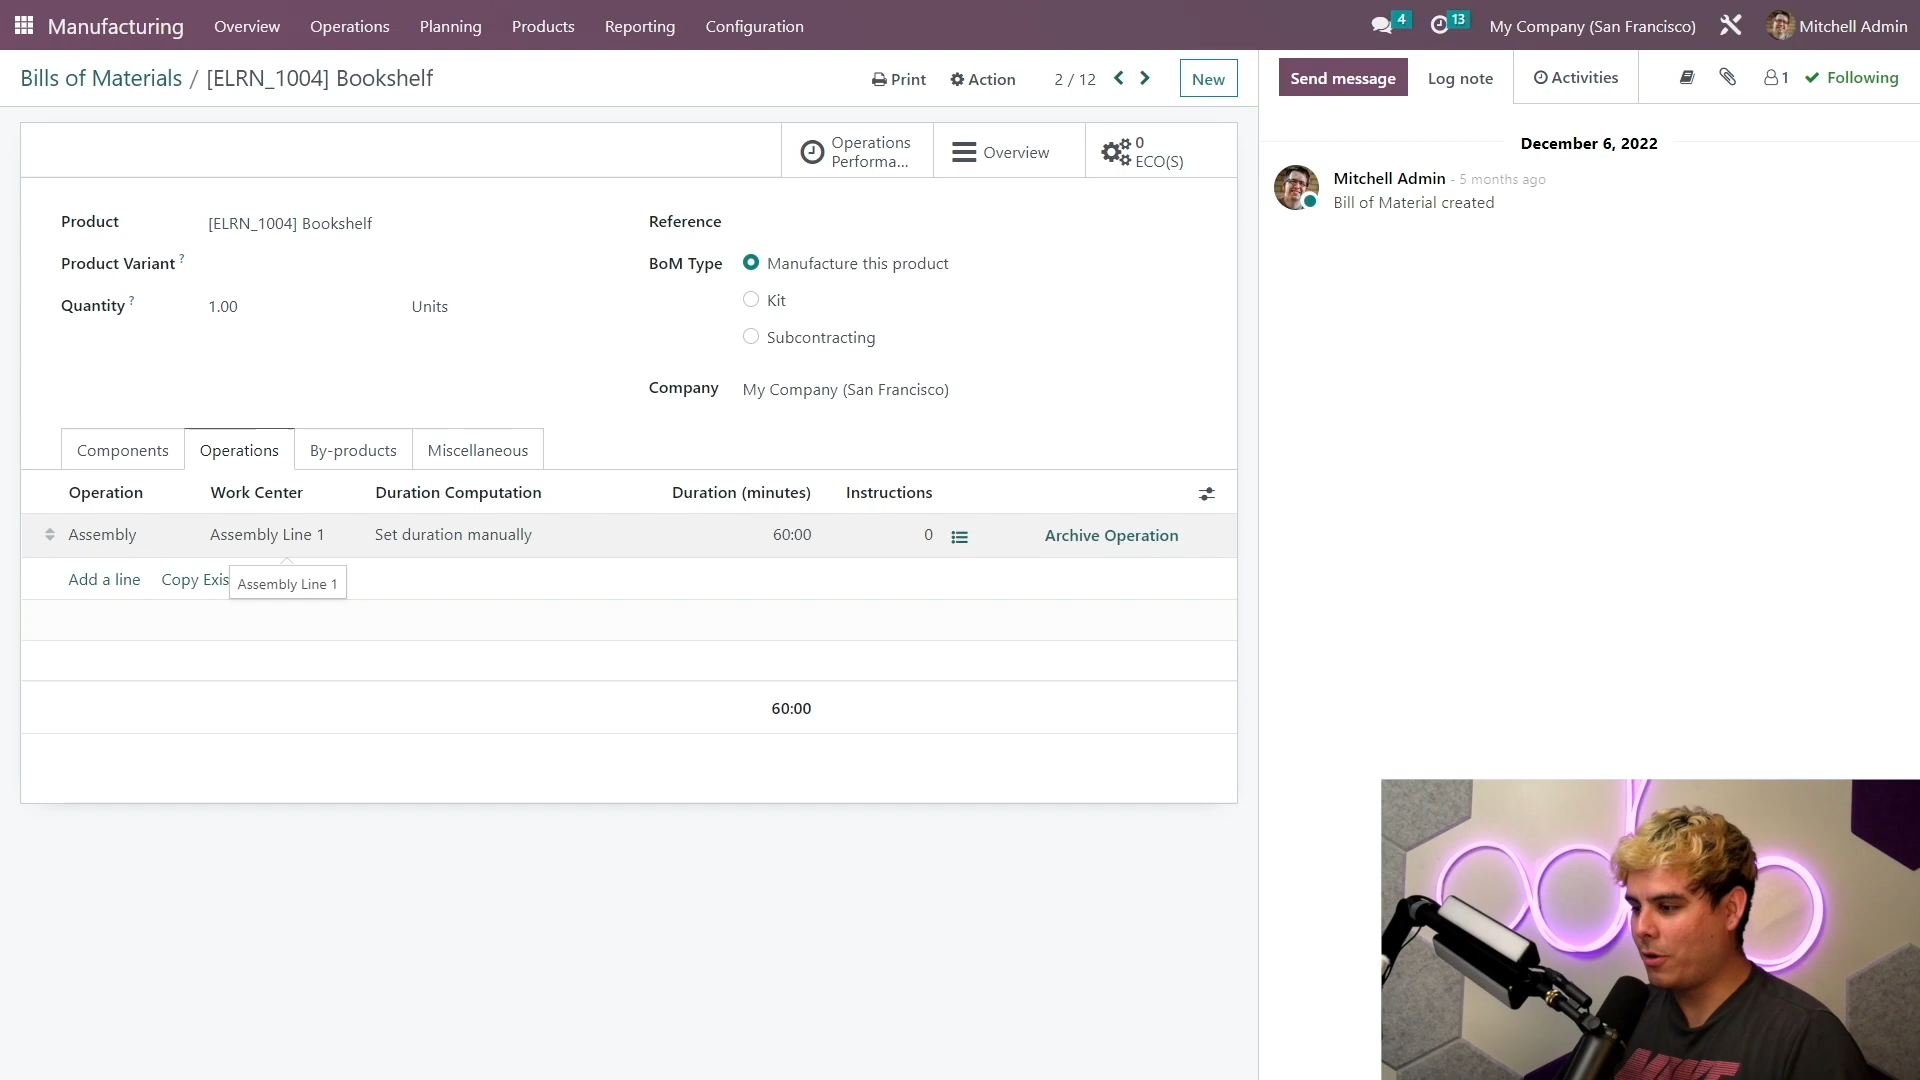 Manufacturing Overview Operations Planning Products Reporting Configuration 4 13 My Company (San Francisco) Mitchell Admin
Bills of Materials / [ELRN_1004] Bookshelf Print Action 2 / 12 New Send message Log note Activities 1 Following
Operations Performa... Overview 0 ECO(S)
December 6, 2022
Mitchell Admin - 5 months ago
Bill of Material created
Product [ELRN_1004] Bookshelf
Product Variant ?
Quantity ? 1.00 Units
Reference
BoM Type Manufacture this product
Kit
Subcontracting
Company My Company (San Francisco)
Components Operations By-products Miscellaneous
Operation Work Center Duration Computation Duration (minutes) Instructions
Assembly Assembly Line 1 Set duration manually 60:00 0 Archive Operation
Add a line Copy Exis
Assembly Line 1
60:00